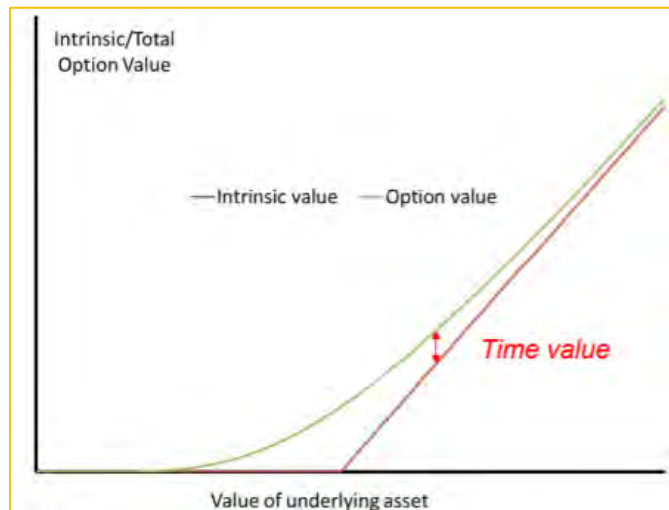 Intrinsic/Total
Option Value
Intrinsic value Option value
Time value
Value of underlying asset